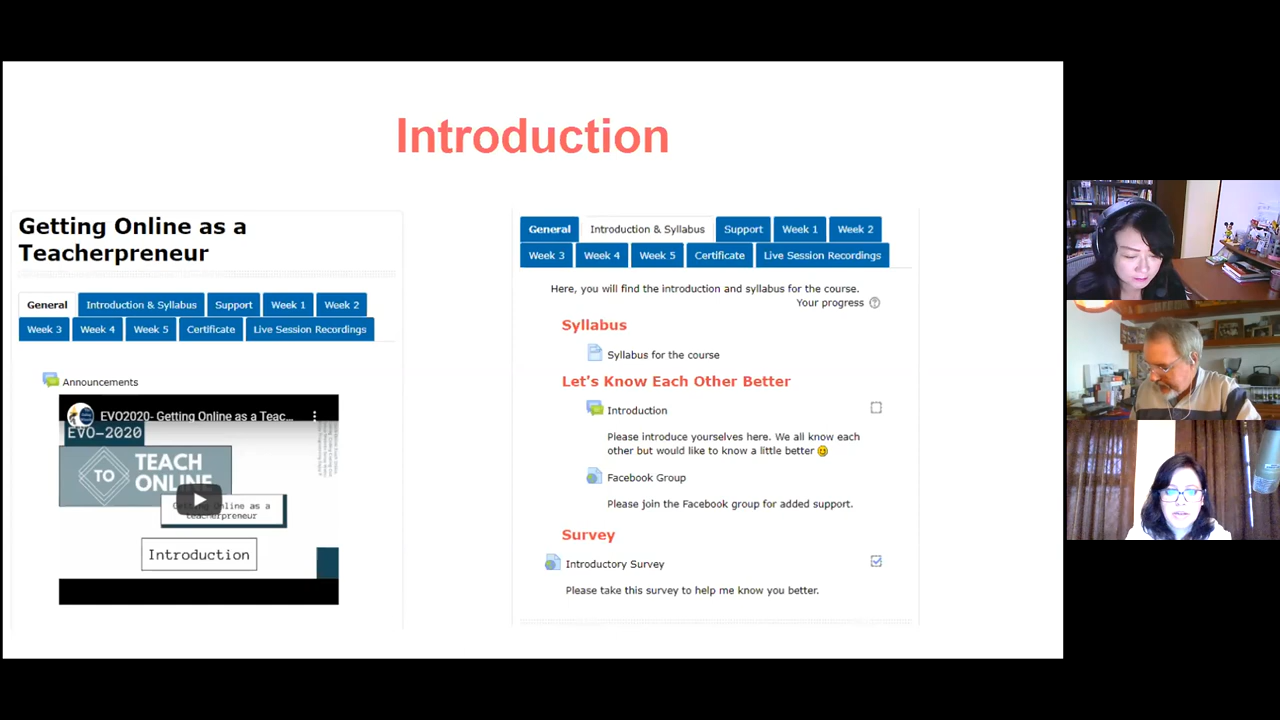 Introduction
Getting Online as a
Teacherpreneur
General
Introduction & Syllabus
Support
Week 1
Week 2
Week 3
Week 4
Week 5
Certificate
Live Session Recordings
Announcements
EVO2020- Getting Online as a Teac...
EVO-2020
TO
TEACH
ONLINE
Getting Online as a
teacherpreneur
Introduction
General
Introduction & Syllabus
Support
Week 1
Week 2
Week 3
Week 4
Week 5
Certificate
Live Session Recordings
Here, you will find the introduction and syllabus for the course.
Your progress
Syllabus
Syllabus for the course
Let's Know Each Other Better
Introduction
Please introduce yourselves here. We all know each
other but would like to know a little better
Facebook Group
Please join the Facebook group for added support.
Survey
Introductory Survey
Please take this survey to help me know you better.